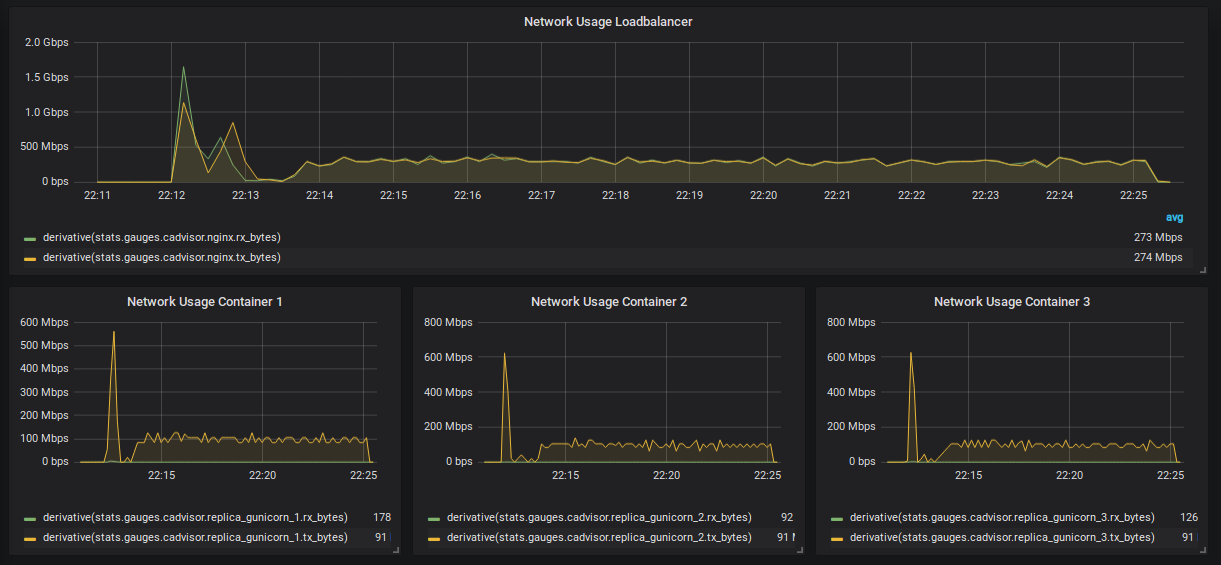 Network Usage Loadbalancer
2.0 Gbps
1.5 Gbps
1.0 Gbps
500 Mbps
0 bps
22:11 22:12 22:13 22:14 22:15 22:16 22:17 22:18 22:19 22:20 22:21 22:22 22:23 22:24 22:25
avg
derivative(stats.gauges.cadvisor.nginx.rx_bytes) 273 Mbps
derivative(stats.gauges.cadvisor.nginx.tx_bytes) 274 Mbps
Network Usage Container 1
600 Mbps
500 Mbps
400 Mbps
300 Mbps
200 Mbps
100 Mbps
0 bps
22:15 22:20 22:25
derivative(stats.gauges.cadvisor.replica_gunicorn_1.rx_bytes) 178
derivative(stats.gauges.cadvisor.replica_gunicorn_1.tx_bytes) 91
Network Usage Container 2
800 Mbps
600 Mbps
400 Mbps
200 Mbps
0 bps
22:15 22:20 22:25
derivative(stats.gauges.cadvisor.replica_gunicorn_2.rx_bytes) 92
derivative(stats.gauges.cadvisor.replica_gunicorn_2.tx_bytes) 91
Network Usage Container 3
800 Mbps
600 Mbps
400 Mbps
200 Mbps
0 bps
22:15 22:20 22:25
derivative(stats.gauges.cadvisor.replica_gunicorn_3.rx_bytes) 126
derivative(stats.gauges.cadvisor.replica_gunicorn_3.tx_bytes) 91